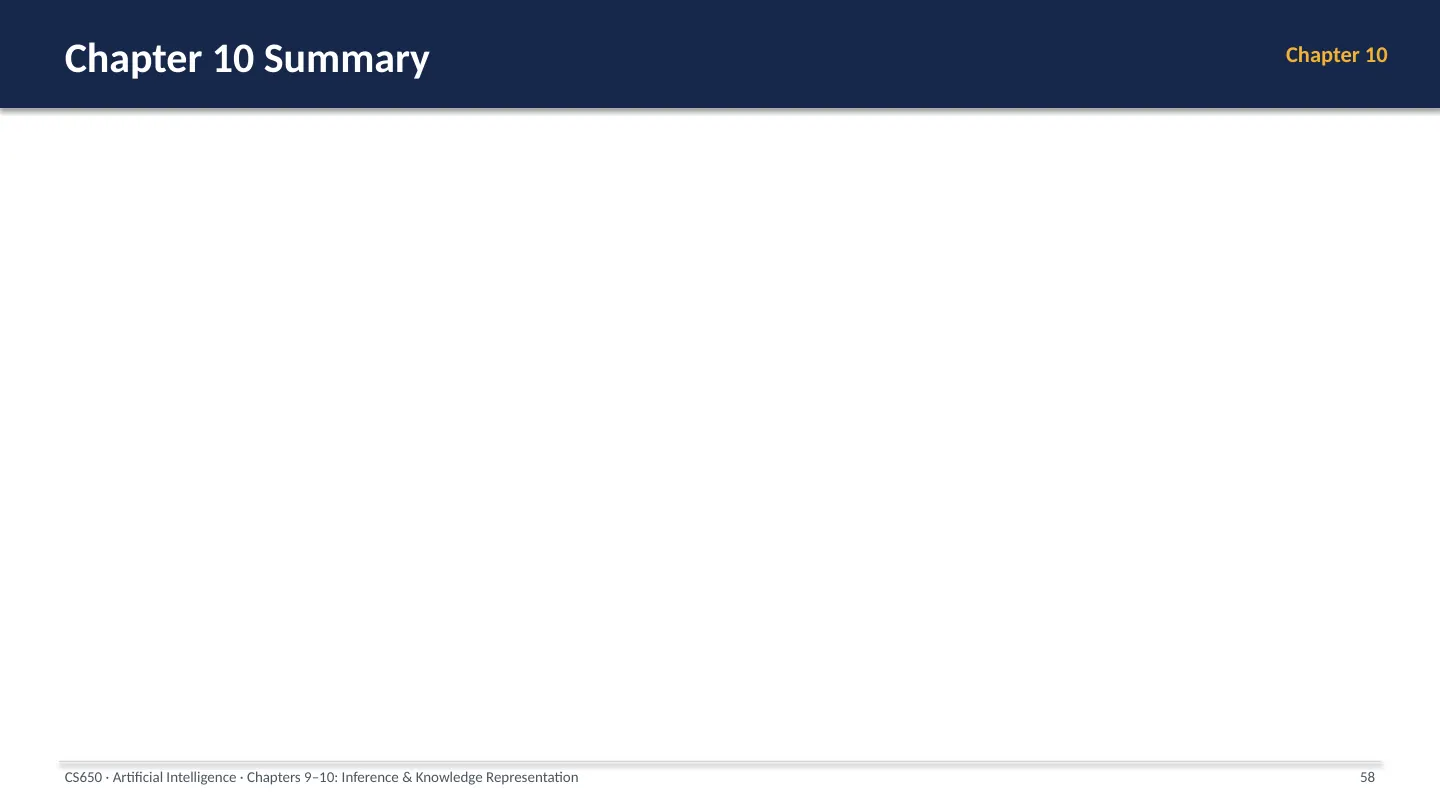 Chapter 10 Summary
Chapter 10
CS650 · Artificial Intelligence · Chapters 9–10: Inference & Knowledge Representation
58